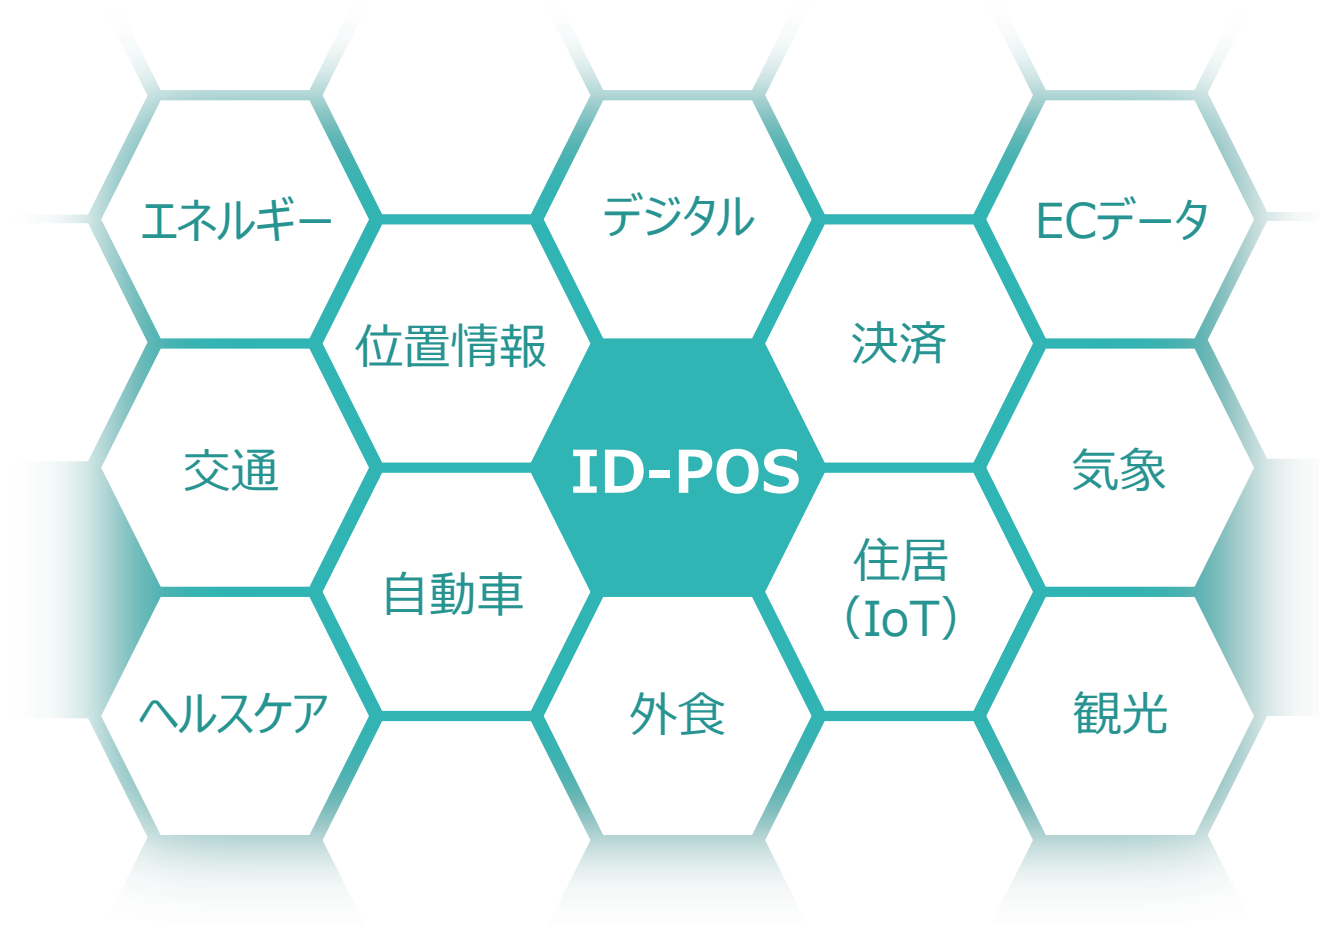 エネルギー
デジタル
ECデータ
位置情報
決済
交通
ID-POS
気象
自動車
住居
（IoT）
ヘルスケア
外食
観光